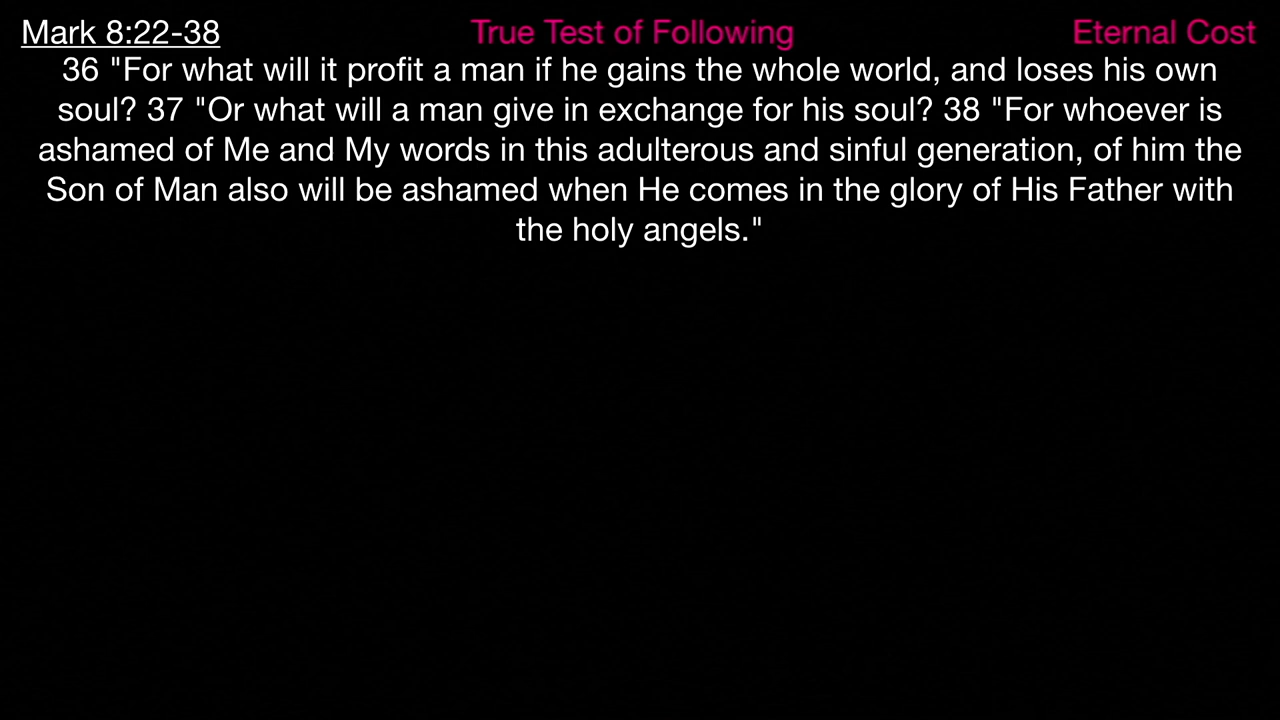 Mark 8:22-38 True Test of Following Eternal Cost
36 "For what will it profit a man if he gains the whole world, and loses his own
soul? 37 "Or what will a man give in exchange for his soul? 38 "For whoever is
ashamed of Me and My words in this adulterous and sinful generation, of him the
Son of Man also will be ashamed when He comes in the glory of His Father with
the holy angels."